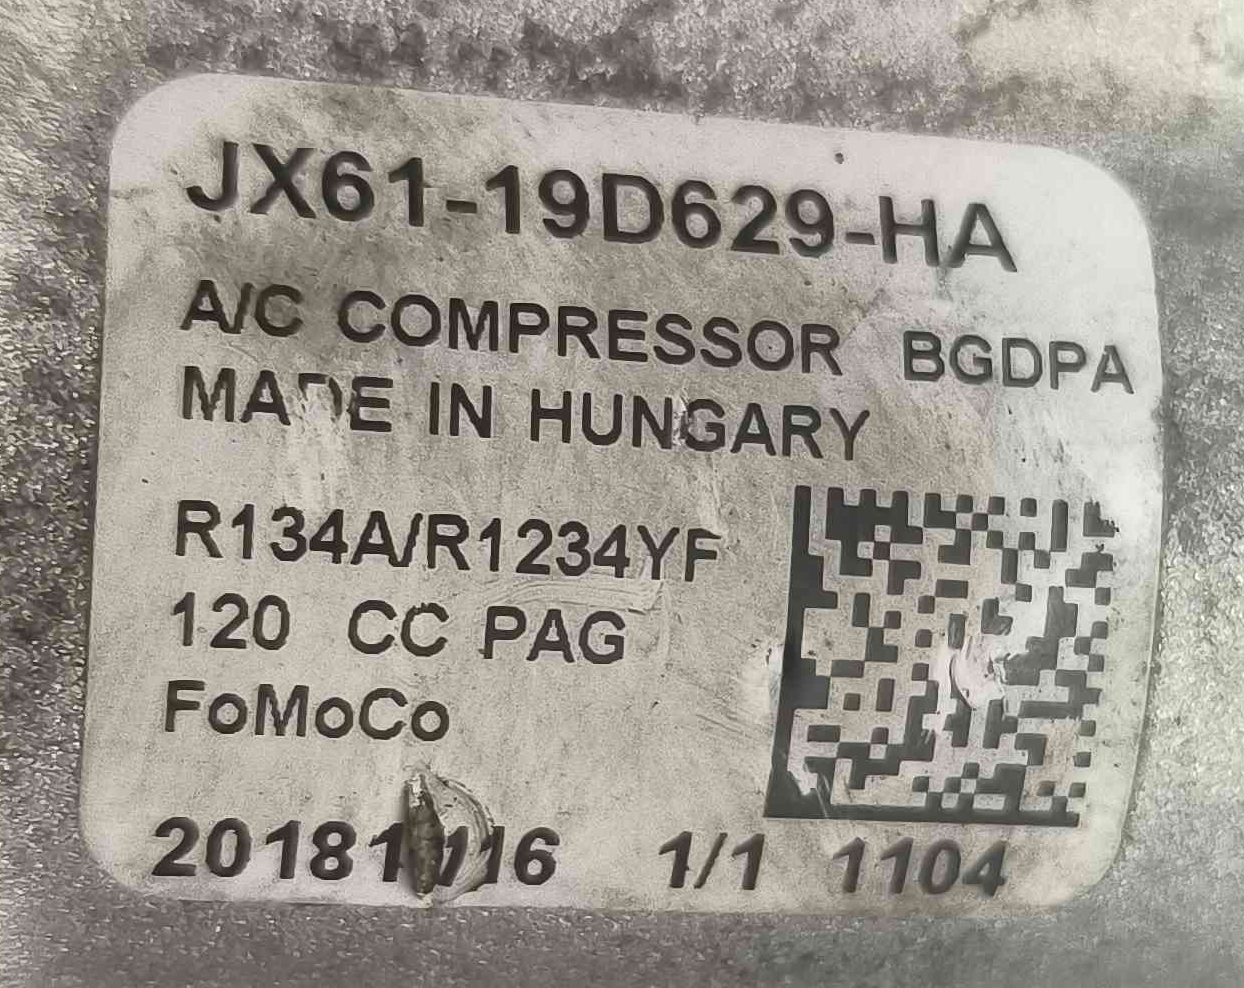 JX61-19D629-HA
A/C COMPRESSOR BGDPA
MADE IN HUNGARY
R134A/R1234YF
120 CC PAG
FoMoCo
1/1 1104